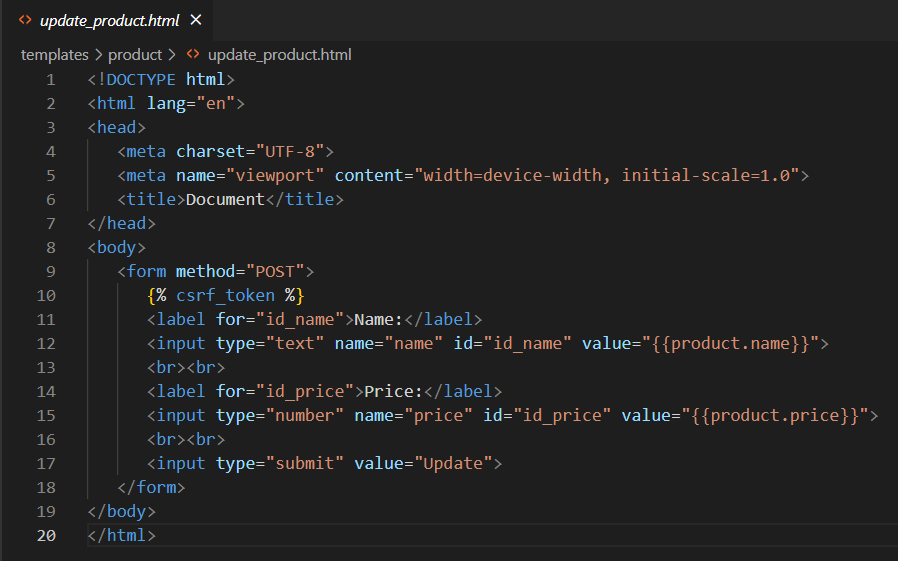 <> update_product.html ✕
templates > product > <> update_product.html
1 <!DOCTYPE html>
2 <html lang="en">
3 <head>
4    <meta charset="UTF-8">
5    <meta name="viewport" content="width=device-width, initial-scale=1.0">
6    <title>Document</title>
7 </head>
8 <body>
9    <form method="POST">
10       {% csrf_token %}
11       <label for="id_name">Name:</label>
12       <input type="text" name="name" id="id_name" value="{{product.name}}">
13       <br><br>
14       <label for="id_price">Price:</label>
15       <input type="number" name="price" id="id_price" value="{{product.price}}">
16       <br><br>
17       <input type="submit" value="Update">
18    </form>
19 </body>
20 </html>